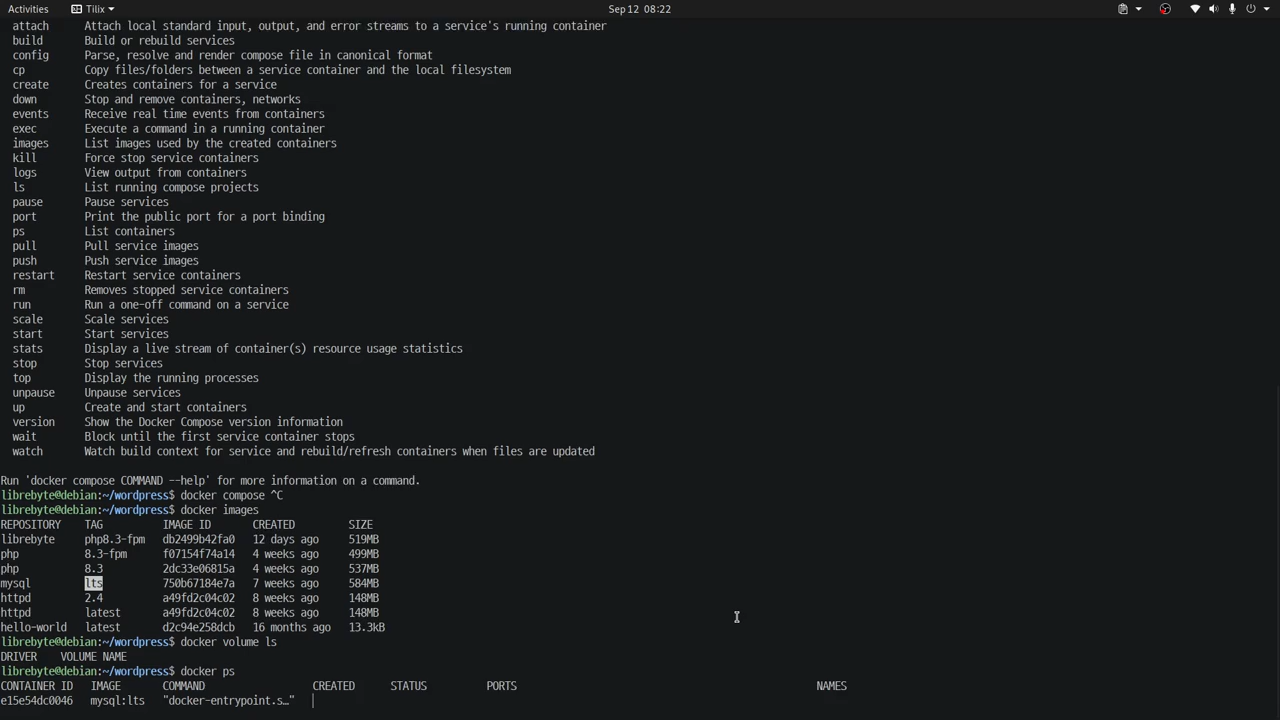 Activities Tilix Sep 12 08:22
attach Attach local standard input, output, and error streams to a service's running container
build Build or rebuild services
config Parse, resolve and render compose file in canonical format
cp Copy files/folders between a service container and the local filesystem
create Creates containers for a service
down Stop and remove containers, networks
events Receive real time events from containers
exec Execute a command in a running container
images List images used by the created containers
kill Force stop service containers
logs View output from containers
ls List running compose projects
pause Pause services
port Print the public port for a port binding
ps List containers
pull Pull service images
push Push service images
restart Restart service containers
rm Removes stopped service containers
run Run a one-off command on a service
scale Scale services
start Start services
stats Display a live stream of container(s) resource usage statistics
stop Stop services
top Display the running processes
unpause Unpause services
up Create and start containers
version Show the Docker Compose version information
wait Block until the first service container stops
watch Watch build context for service and rebuild/refresh containers when files are updated
Run 'docker compose COMMAND --help' for more information on a command.
librebyte@debian:~/wordpress$ docker compose ^C
librebyte@debian:~/wordpress$ docker images
REPOSITORY TAG IMAGE ID CREATED SIZE
librebyte php8.3-fpm db2499b42fa0 12 days ago 519MB
php 8.3-fpm f07154f74a14 4 weeks ago 499MB
php 8.3 2dc33e06815a 4 weeks ago 537MB
mysql lts 750b67184e7a 7 weeks ago 584MB
httpd 2.4 a49fd2c04c02 8 weeks ago 148MB
httpd latest a49fd2c04c02 8 weeks ago 148MB
hello-world latest d2c94e258dcb 16 months ago 13.3kB
librebyte@debian:~/wordpress$ docker volume ls
DRIVER VOLUME NAME
librebyte@debian:~/wordpress$ docker ps
CONTAINER ID IMAGE COMMAND CREATED STATUS PORTS NAMES
e15e54dc0046 mysql:lts "docker-entrypoint.s…"